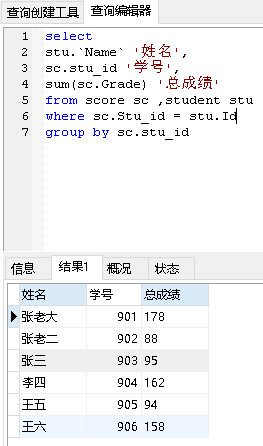 查询创建工具 查询编辑器
1 select
2 stu.`Name` '姓名',
3 sc.stu_id '学号',
4 sum(sc.Grade) '总成绩'
5 from score sc ,student stu
6 where sc.Stu_id = stu.Id
7 group by sc.stu_id
信息 结果1 概况 状态
姓名 学号 总成绩
张老大 901 178
张老二 902 88
张三 903 95
李四 904 162
王五 905 94
王六 906 158